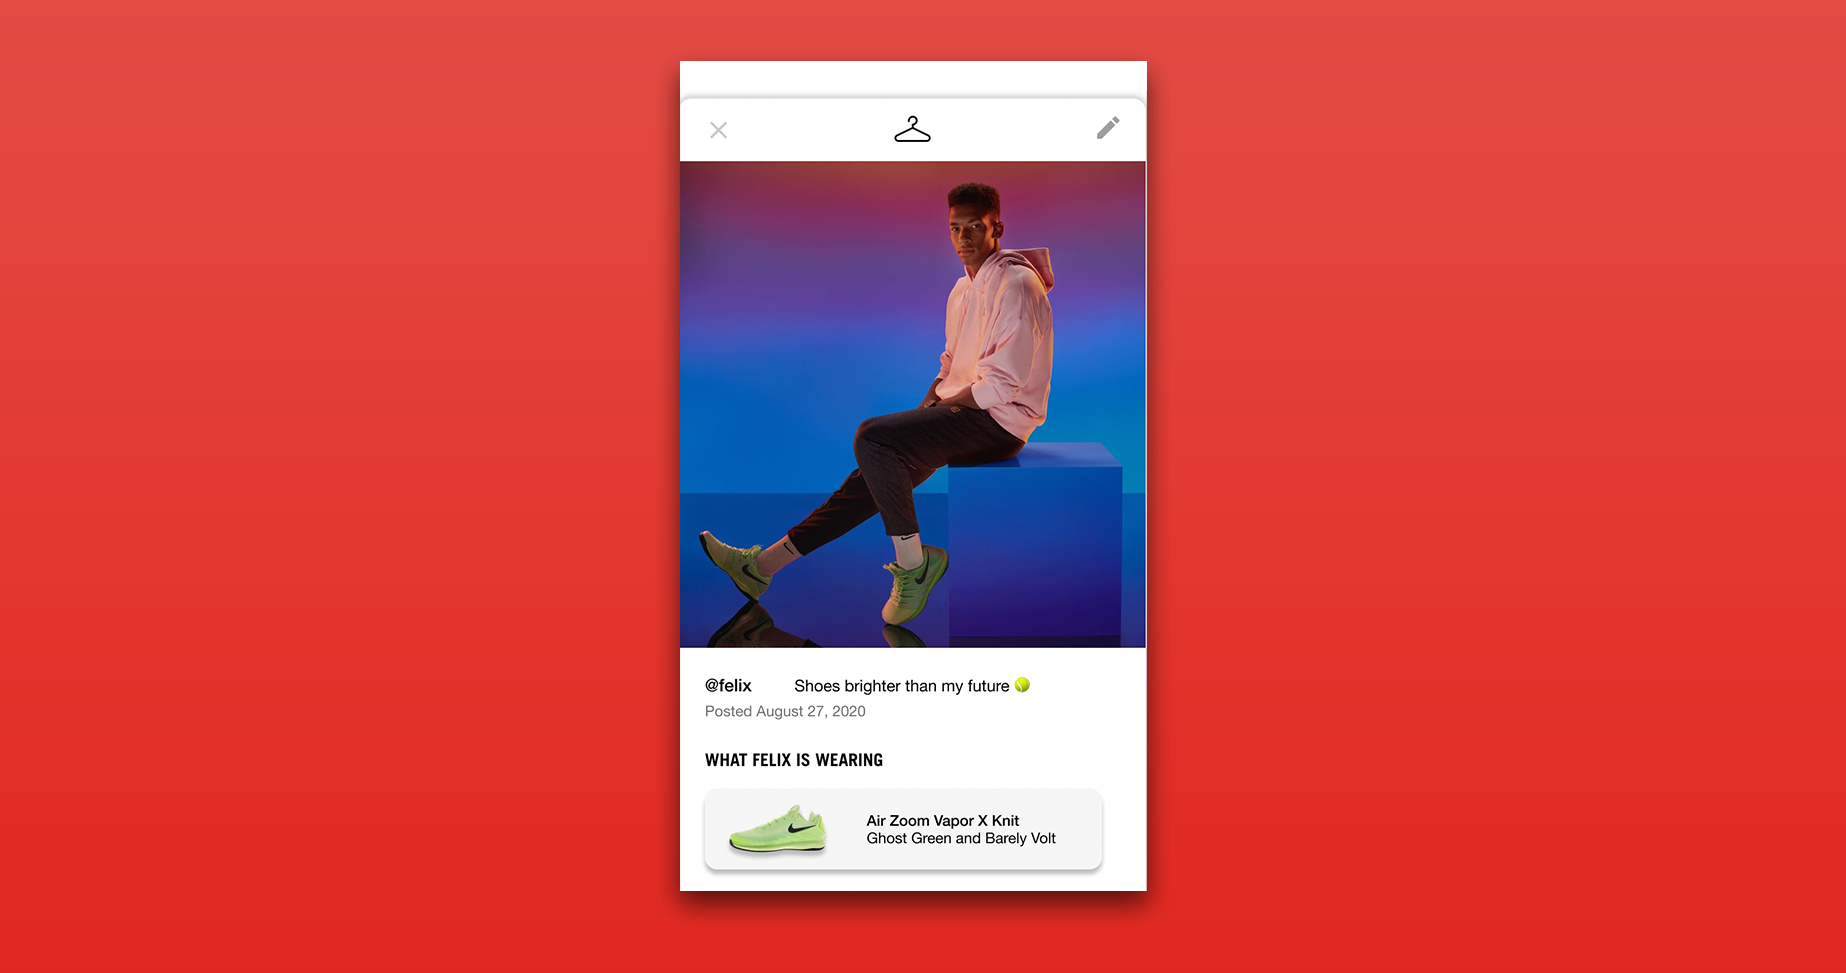 @felix Shoes brighter than my future 🎾
Posted August 27, 2020
WHAT FELIX IS WEARING
Air Zoom Vapor X Knit
Ghost Green and Barely Volt